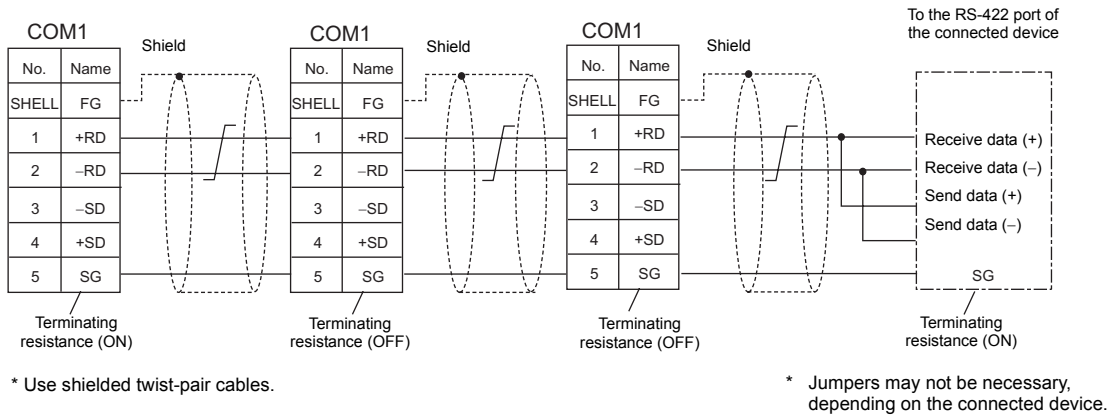 To the RS-422 port of
the connected device
COM1
Shield
No. Name
SHELL FG
1 +RD
2 –RD
3 –SD
4 +SD
5 SG
Terminating
resistance (ON)
COM1
Shield
No. Name
SHELL FG
1 +RD
2 –RD
3 –SD
4 +SD
5 SG
Terminating
resistance (OFF)
COM1
Shield
No. Name
SHELL FG
1 +RD
2 –RD
3 –SD
4 +SD
5 SG
Terminating
resistance (OFF)
Receive data (+)
Receive data (–)
Send data (+)
Send data (–)
SG
Terminating
resistance (ON)
* Use shielded twist-pair cables.
* Jumpers may not be necessary,
depending on the connected device.